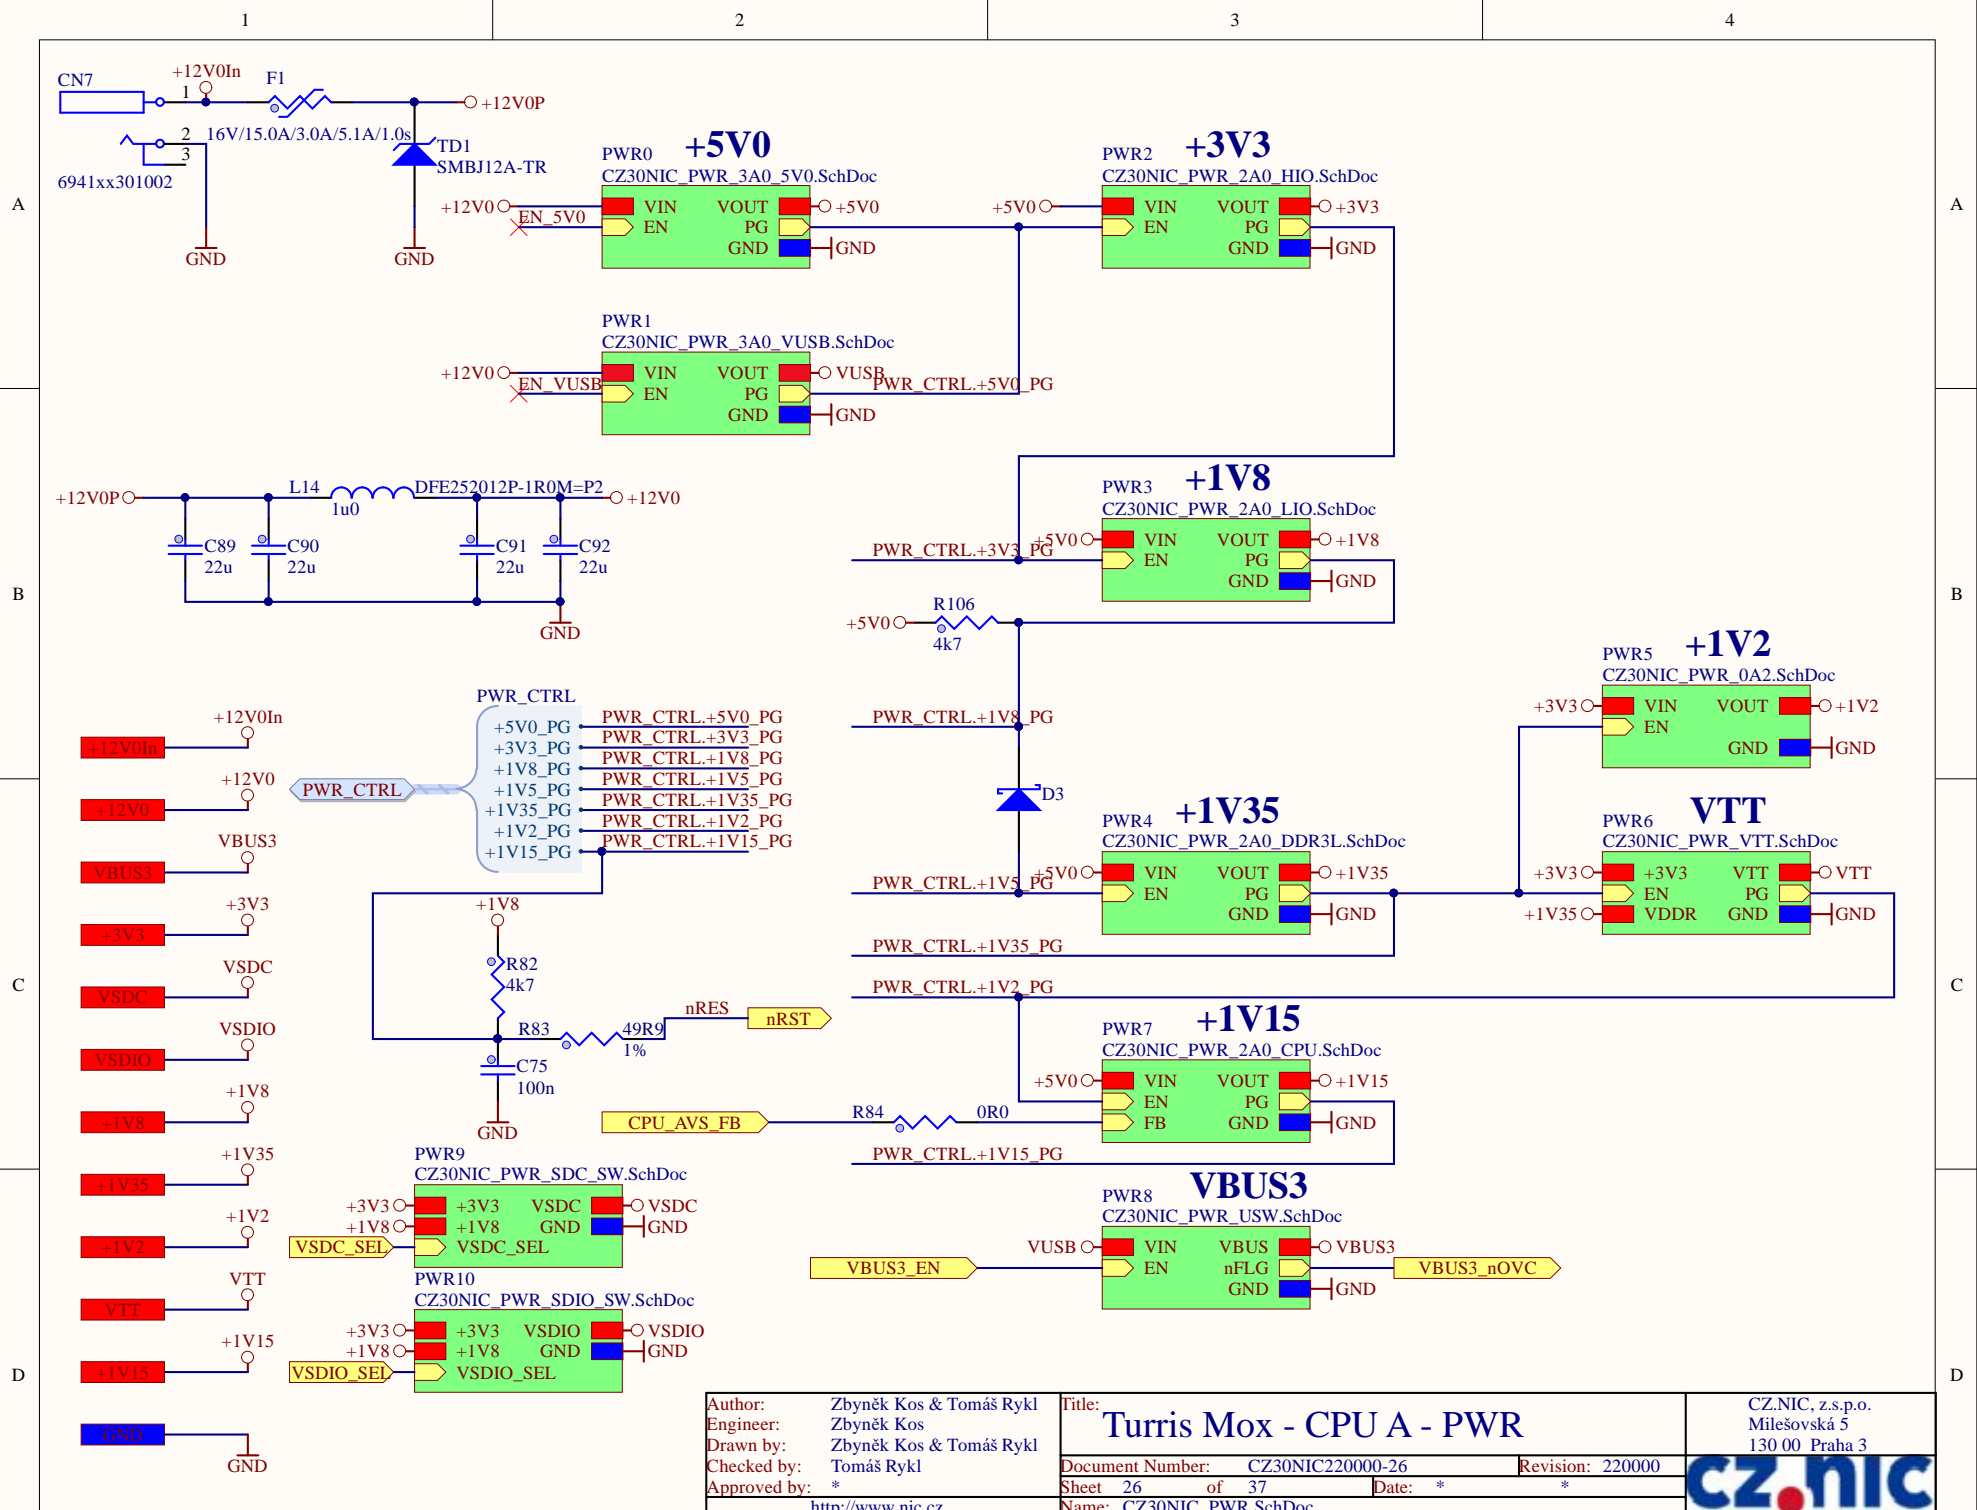 1 2 3 4
CN7
+12V0In
F1
1
2
3
16V/15.0A/3.0A/5.1A/1.0s
6941xx301002
+12V0P
TD1
SMBJ12A-TR
GND
GND
A
A
PWR0
+5V0
CZ30NIC_PWR_3A0_5V0.SchDoc
+12V0
EN_5V0
VIN VOUT
EN PG
GND
+5V0
GND
PWR2
+3V3
CZ30NIC_PWR_2A0_HIO.SchDoc
+5V0
VIN VOUT
EN PG
GND
+3V3
GND
PWR1
CZ30NIC_PWR_3A0_VUSB.SchDoc
+12V0
EN_VUSB
VIN VOUT
EN PG
GND
VUSB
PWR_CTRL.+5V0_PG
GND
+12V0P
L14
1u0
DFE252012P-1R0M=P2
+12V0
C89
22u
C90
22u
C91
22u
C92
22u
GND
B
B
PWR3
+1V8
CZ30NIC_PWR_2A0_LIO.SchDoc
PWR_CTRL.+3V3_PG
+5V0
VIN VOUT
EN PG
GND
+1V8
GND
+5V0
R106
4k7
PWR_CTRL.+1V8_PG
D3
PWR5
+1V2
CZ30NIC_PWR_0A2.SchDoc
+3V3
VIN VOUT
EN
GND
+1V2
GND
PWR_CTRL
PWR_CTRL
+5V0_PG PWR_CTRL.+5V0_PG
+3V3_PG PWR_CTRL.+3V3_PG
+1V8_PG PWR_CTRL.+1V8_PG
+1V5_PG PWR_CTRL.+1V5_PG
+1V35_PG PWR_CTRL.+1V35_PG
+1V2_PG PWR_CTRL.+1V2_PG
+1V15_PG PWR_CTRL.+1V15_PG
PWR4
+1V35
CZ30NIC_PWR_2A0_DDR3L.SchDoc
PWR_CTRL.+1V5_PG
+5V0
VIN VOUT
EN PG
GND
+1V35
GND
PWR_CTRL.+1V35_PG
PWR6
VTT
CZ30NIC_PWR_VTT.SchDoc
+3V3
+1V35
+3V3 VTT
EN PG
VDDR GND
VTT
GND
PWR_CTRL.+1V2_PG
C
C
+1V8
R82
4k7
R83
49R9
1%
nRES
nRST
C75
100n
GND
PWR7
+1V15
CZ30NIC_PWR_2A0_CPU.SchDoc
+5V0
VIN VOUT
EN PG
FB GND
+1V15
GND
CPU_AVS_FB
R84
0R0
PWR_CTRL.+1V15_PG
+12V0In
+12V0In
+12V0
+12V0
VBUS3
VBUS3
+3V3
+3V3
VSDC
VSDC
VSDIO
VSDIO
+1V8
+1V8
+1V35
+1V35
+1V2
+1V2
VTT
VTT
+1V15
+1V15
GND
GND
PWR9
CZ30NIC_PWR_SDC_SW.SchDoc
+3V3
+1V8
VSDC_SEL
+3V3 VSDC
+1V8 GND
VSDC_SEL
VSDC
GND
PWR10
CZ30NIC_PWR_SDIO_SW.SchDoc
+3V3
+1V8
VSDIO_SEL
+3V3 VSDIO
+1V8 GND
VSDIO_SEL
VSDIO
GND
PWR8
VBUS3
CZ30NIC_PWR_USW.SchDoc
VUSB
VBUS3_EN
VIN VBUS
EN nFLG
GND
VBUS3
VBUS3_nOVC
GND
D
D
Author: Zbyněk Kos & Tomáš Rykl
Engineer: Zbyněk Kos
Drawn by: Zbyněk Kos & Tomáš Rykl
Checked by: Tomáš Rykl
Approved by: *
http://www.nic.cz
Title:
Turris Mox - CPU A - PWR
Document Number: CZ30NIC220000-26
Revision: 220000
Sheet 26 of 37
Date: * *
Name: CZ30NIC_PWR.SchDoc
CZ.NIC, z.s.p.o.
Milešovská 5
130 00 Praha 3
cz.nic